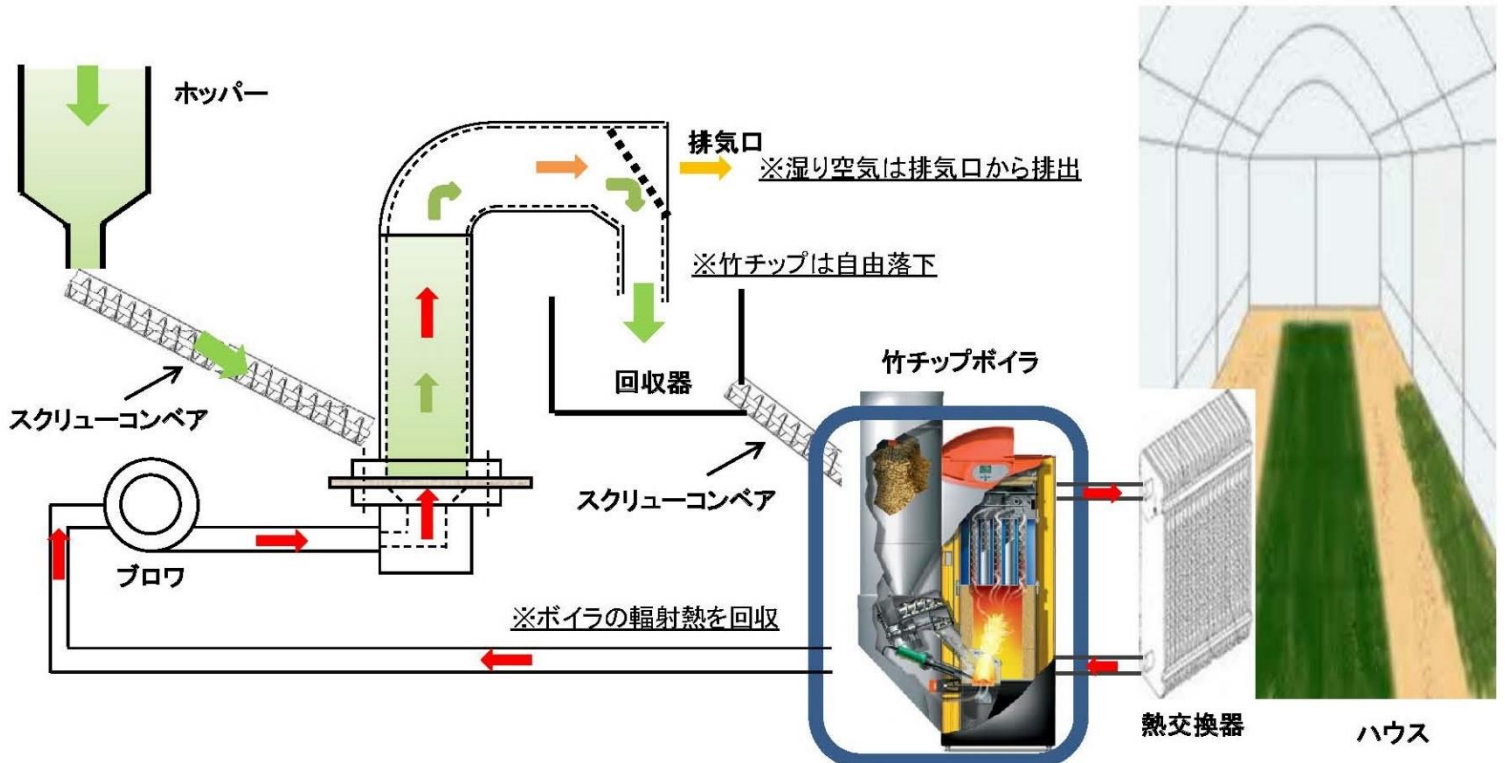 ホッパー
排気口
※湿り空気は排気口から排出
※竹チップは自由落下
回収器
竹チップボイラ
スクリューコンベア
スクリューコンベア
ブロワ
※ボイラの輻射熱を回収
熱交換器
ハウス